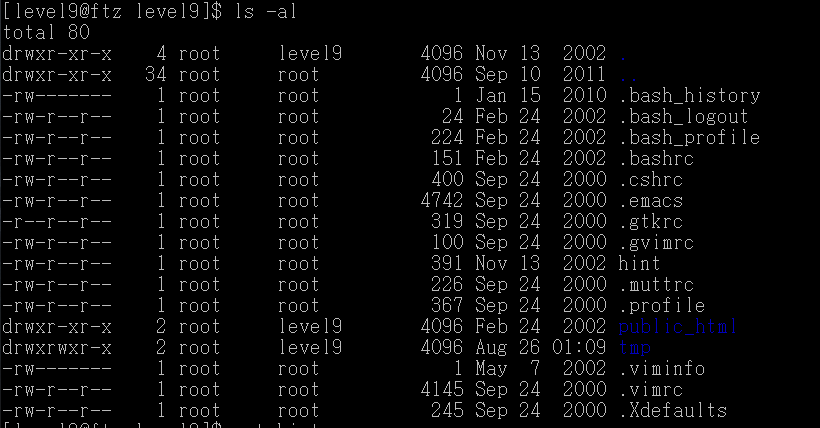 [level9@ftz level9]$ ls -al
total 80
drwxr-xr-x 4 root level9 4096 Nov 13 2002 .
drwxr-xr-x 34 root root 4096 Sep 10 2011 ..
-rw------- 1 root root 1 Jan 15 2010 .bash_history
-rw-r--r-- 1 root root 24 Feb 24 2002 .bash_logout
-rw-r--r-- 1 root root 224 Feb 24 2002 .bash_profile
-rw-r--r-- 1 root root 151 Feb 24 2002 .bashrc
-rw-r--r-- 1 root root 400 Sep 24 2000 .cshrc
-rw-r--r-- 1 root root 4742 Sep 24 2000 .emacs
-r--r--r-- 1 root root 319 Sep 24 2000 .gtkrc
-rw-r--r-- 1 root root 100 Sep 24 2000 .gvimrc
-rw-r--r-- 1 root root 391 Nov 13 2002 hint
-rw-r--r-- 1 root root 226 Sep 24 2000 .muttrc
-rw-r--r-- 1 root root 367 Sep 24 2000 .profile
drwxr-xr-x 2 root level9 4096 Feb 24 2002 public_html
drwxrwxr-x 2 root level9 4096 Aug 26 01:09 tmp
-rw------- 1 root root 1 May 7 2002 .viminfo
-rw-r--r-- 1 root root 4145 Sep 24 2000 .vimrc
-rw-r--r-- 1 root root 245 Sep 24 2000 .Xdefaults